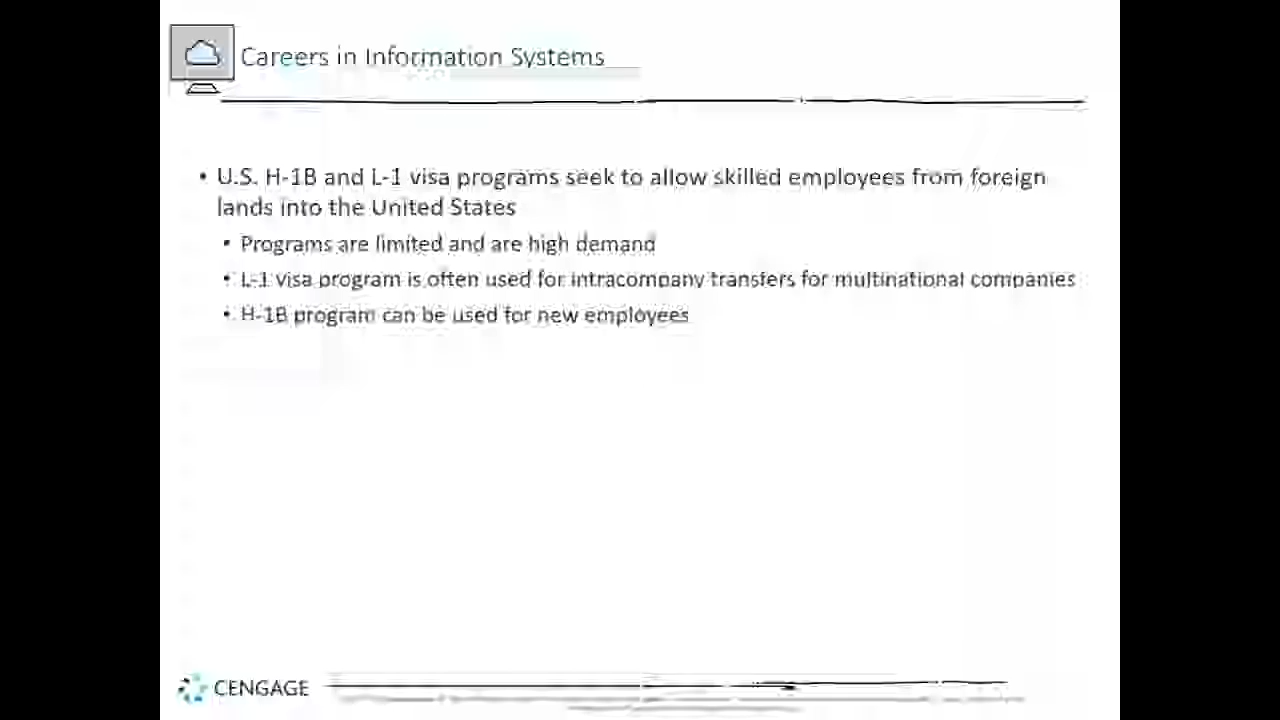 Careers in Information Systems
• U.S. H-1B and L-1 visa programs seek to allow skilled employees from foreign
lands into the United States
• Programs are limited and are high demand
• L-1 visa program is often used for intracompany transfers for multinational companies
• H-1B program can be used for new employees
CENGAGE